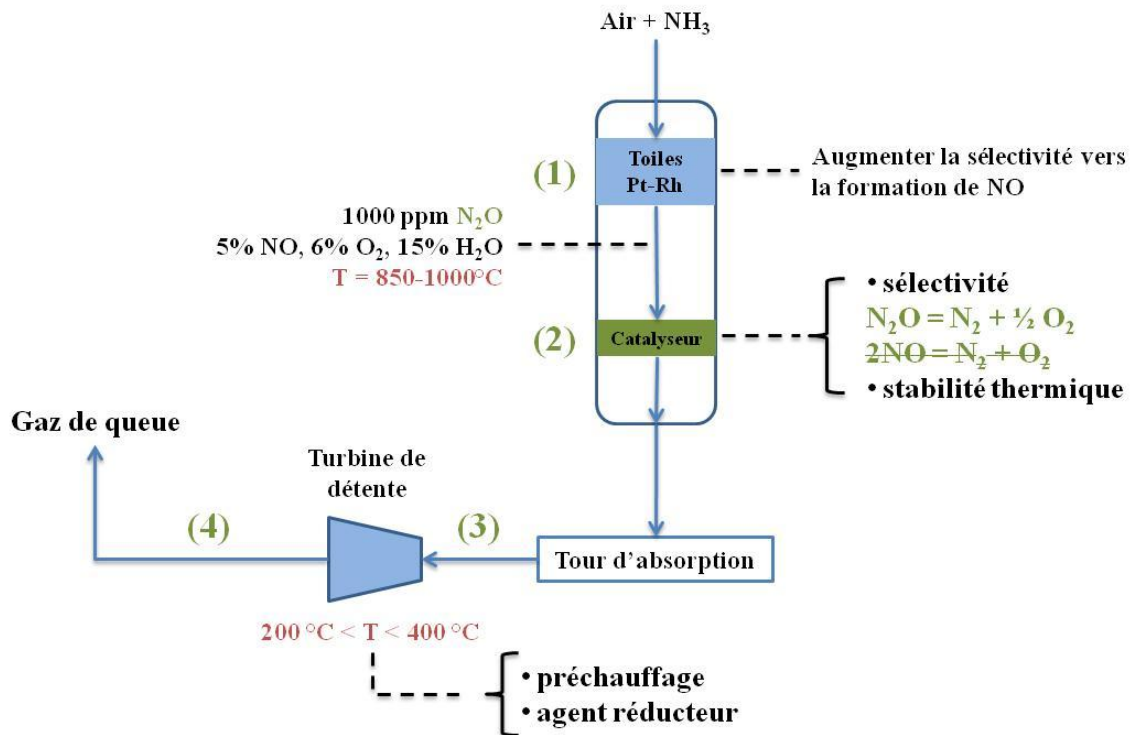 Air + NH₃
(1)
Toiles
Pt-Rh
Augmenter la sélectivité vers
la formation de NO
1000 ppm N₂O
5% NO, 6% O₂, 15% H₂O
T = 850-1000°C
(2)
Catalyseur
• sélectivité
N₂O = N₂ + ½ O₂
2NO = N₂ + O₂
• stabilité thermique
Gaz de queue
Turbine de
détente
(4)
(3)
Tour d’absorption
200 °C < T < 400 °C
• préchauffage
• agent réducteur